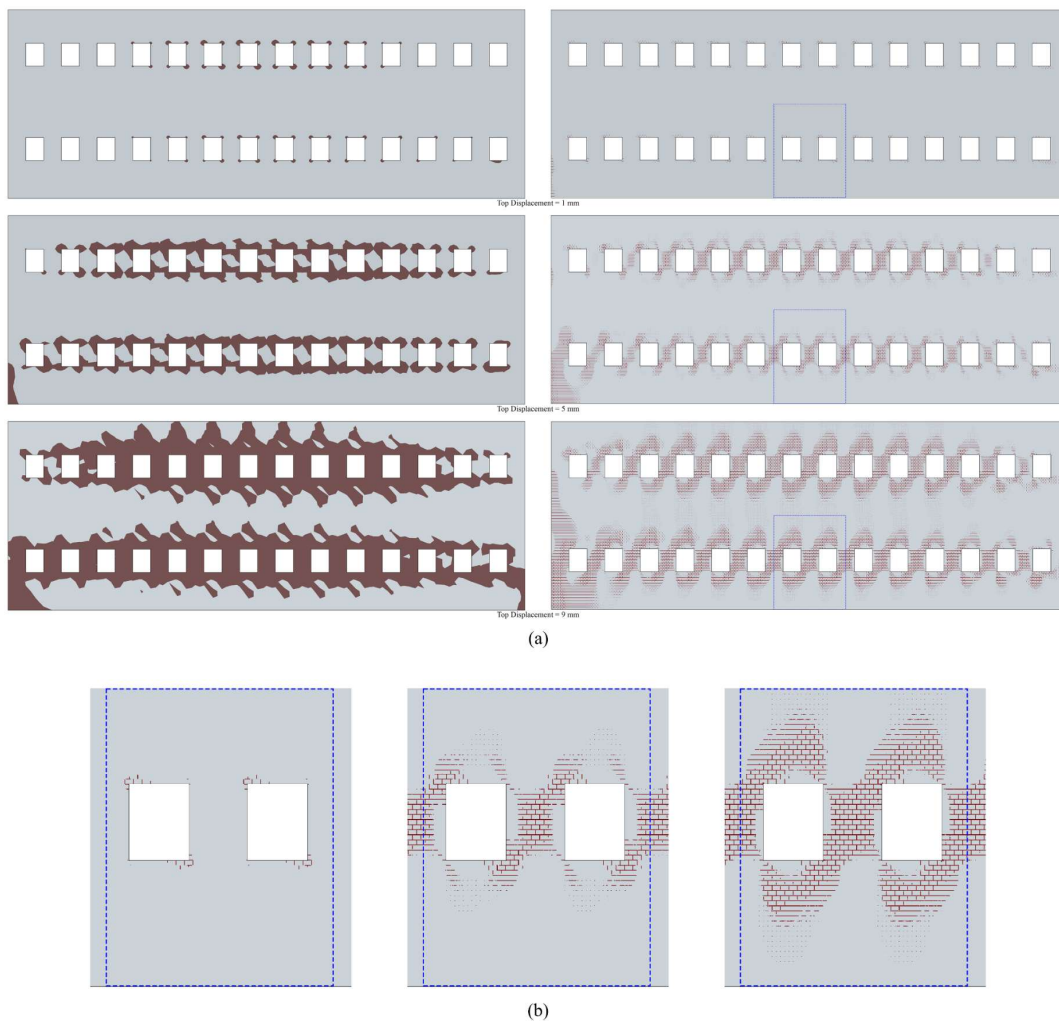 Top Displacement = 1 mm
Top Displacement = 5 mm
Top Displacement = 9 mm
(a)
(b)